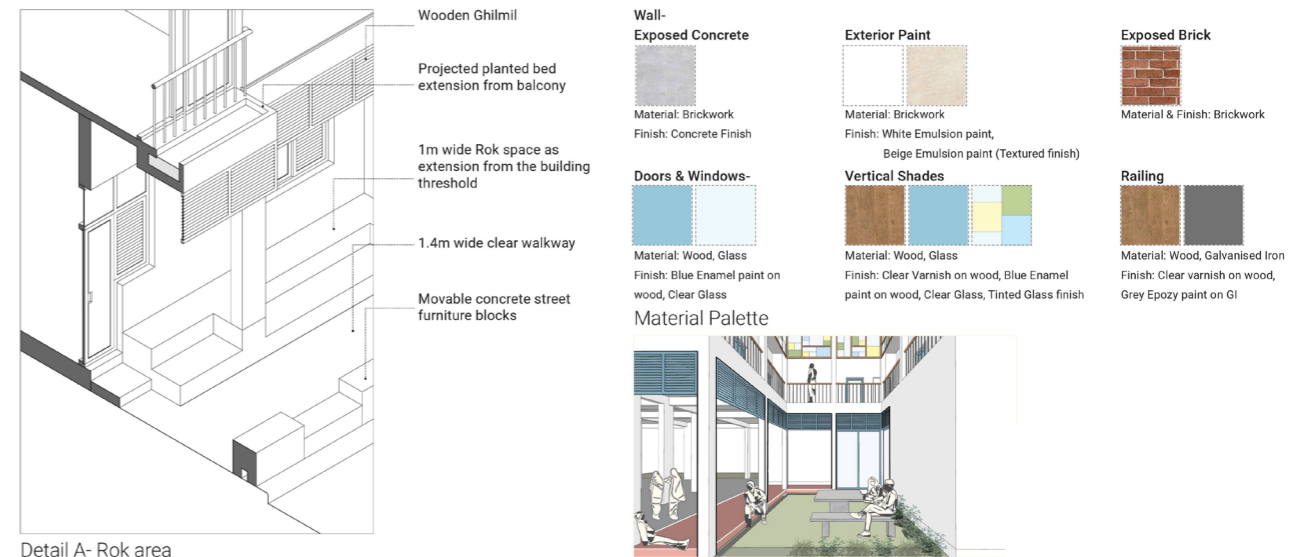 Wooden Ghilmil
Projected planted bed
extension from balcony
1m wide Rok space as
extension from the building
threshold
1.4m wide clear walkway
Movable concrete street
furniture blocks
Detail A- Rok area
Wall-
Exposed Concrete
Material: Brickwork
Finish: Concrete Finish
Exterior Paint
Material: Brickwork
Finish: White Emulsion paint,
Beige Emulsion paint (Textured finish)
Exposed Brick
Material & Finish: Brickwork
Doors & Windows-
Material: Wood, Glass
Finish: Blue Enamel paint on
wood, Clear Glass
Vertical Shades
Material: Wood, Glass
Finish: Clear Varnish on wood, Blue Enamel
paint on wood, Clear Glass, Tinted Glass finish
Railing
Material: Wood, Galvanised Iron
Finish: Clear varnish on wood,
Grey Epozy paint on GI
Material Palette